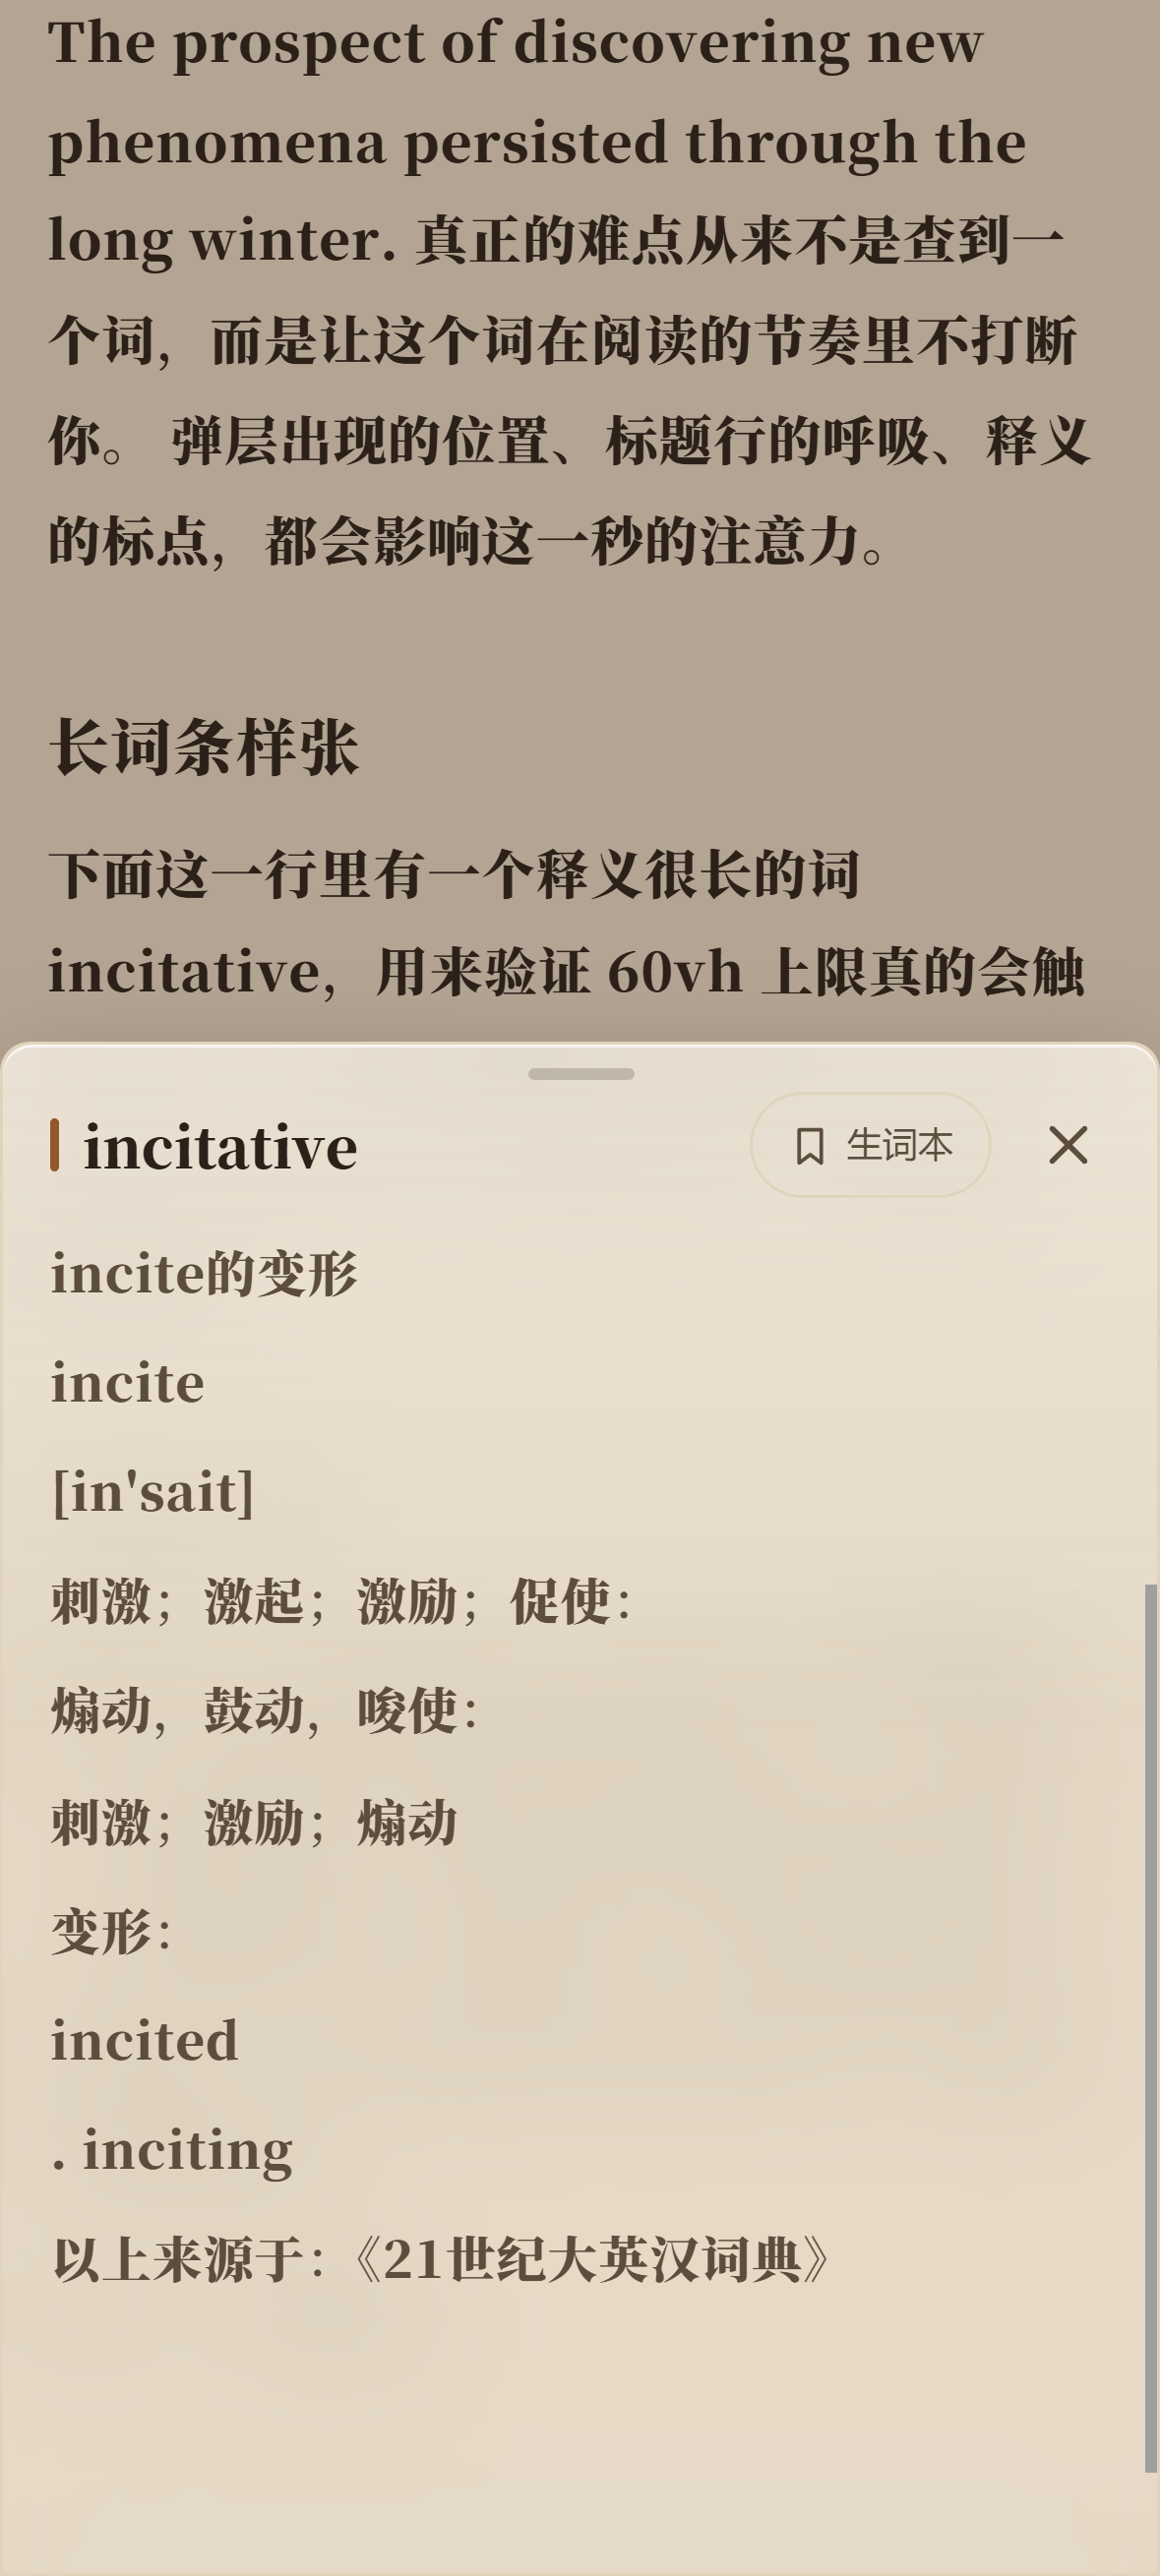 The prospect of discovering new
phenomena persisted through the
long winter. 真正的难点从来不是查到一
个词，而是让这个词在阅读的节奏里不打断
你。 弹层出现的位置、标题行的呼吸、释义
的标点，都会影响这一秒的注意力。
长词条样张
下面这一行里有一个释义很长的词
incitative，用来验证 60vh 上限真的会触
incitative
生词本
incite的变形
incite
[in'sait]
刺激；激起；激励；促使：
煽动，鼓动，唆使：
刺激；激励；煽动
变形：
incited
. inciting
以上来源于：《21世纪大英汉词典》